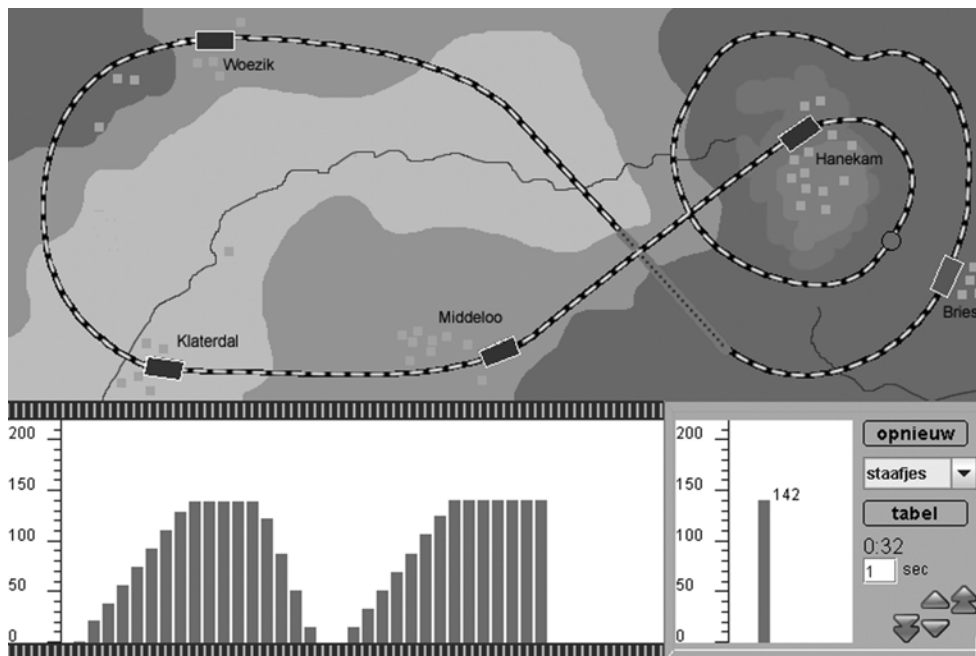 Woezik
Hanekam
Bries
Middeloo
Klaterdal
200
150
100
50
0
200
150
100
50
0
142
opnieuw
staafjes
tabel
0:32
1 sec